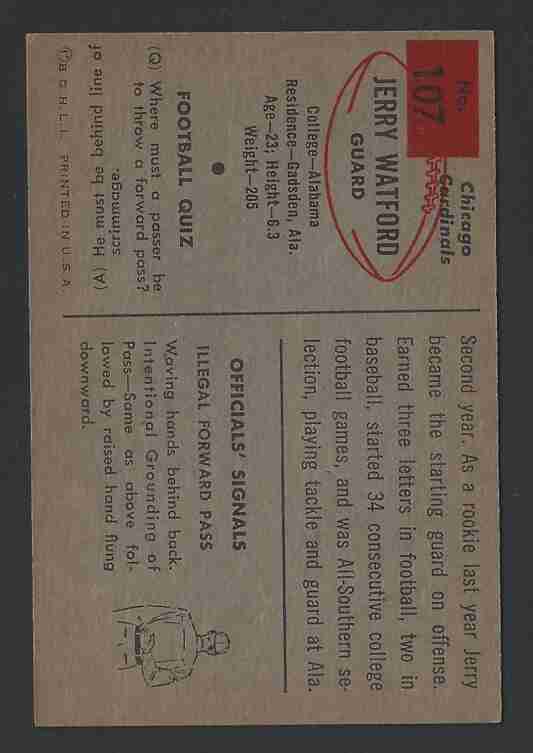 No.
107
Chicago
Cardinals
JERRY WATFORD
GUARD
College—Alabama
Residence—Gadsden, Ala.
Age—23; Height—6.3
Weight—205
FOOTBALL QUIZ
(Q) Where must a passer be
to throw a forward pass?
(A) He must be behind line of
scrimmage.
©B.G.H.L.I. PRINTED IN U.S.A.
Second year. As a rookie last year Jerry
became the starting guard on offense.
Earned three letters in football, two in
baseball, started 34 consecutive college
football games, and was All-Southern se-
lection, playing tackle and guard at Ala.
OFFICIALS' SIGNALS
ILLEGAL FORWARD PASS
Waving hands behind back.
Intentional Grounding of
Pass—Same as above fol-
lowed by raised hand flung
downward.